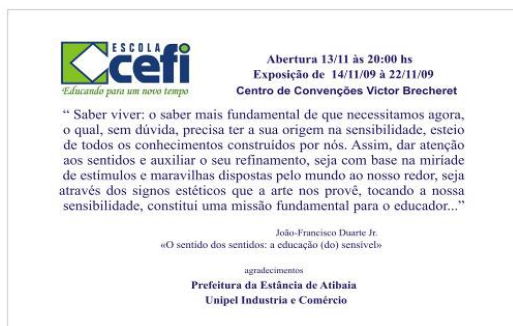 ESCOLA
cefi
Educando para um novo tempo
Abertura 13/11 às 20:00 hs
Exposição de 14/11/09 à 22/11/09
Centro de Convenções Victor Brecheret
“ Saber viver: o saber mais fundamental de que necessitamos agora,
o qual, sem dúvida, precisa ter a sua origem na sensibilidade, esteio
de todos os conhecimentos construídos por nós. Assim, dar atenção
aos sentidos e auxiliar o seu refinamento, seja com base na miríade
de estímulos e maravilhas dispostas pelo mundo ao nosso redor, seja
através dos signos estéticos que a arte nos provê, tocando a nossa
sensibilidade, constitui uma missão fundamental para o educador...”
João-Francisco Duarte Jr.
«O sentido dos sentidos: a educação (do) sensível»
agradecimentos
Prefeitura da Estância de Atibaia
Unipel Industria e Comércio